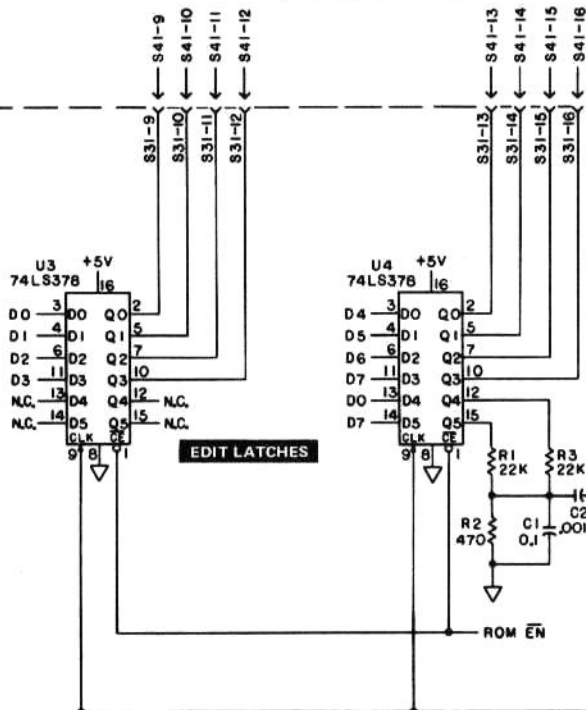 S41-9
S41-10
S41-11
S41-12
S41-13
S41-14
S41-15
S41-16
S31-9
S31-10
S31-11
S31-12
S31-13
S31-14
S31-15
S31-16
U3
74LS378
+5V
16
D0 3 D0 Q0 2
D1 4 D1 Q1 5
D2 6 D2 Q2 7
D3 11 D3 Q3 10
N.C. 13 D4 Q4 12 N.C.
N.C. 14 D5 Q5 15 N.C.
CLK CE
9 8 1
EDIT LATCHES
U4
74LS378
+5V
16
D4 3 D0 Q0 2
D5 4 D1 Q1 5
D6 6 D2 Q2 7
D7 11 D3 Q3 10
D0 13 D4 Q4 12
D7 14 D5 Q5 15
CLK CE
9 8 1
R1
22K
R3
22K
R2
470
C1
0.1
C2
.001
ROM EN